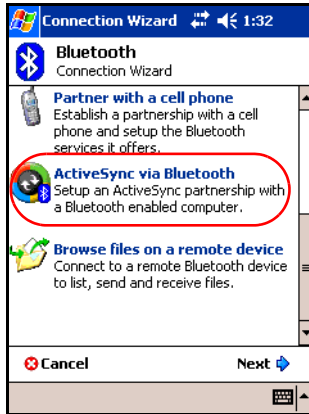 Connection Wizard 1:32
Bluetooth
Connection Wizard
Partner with a cell phone
Establish a partnership with a cell
phone and setup the Bluetooth
services it offers.
ActiveSync via Bluetooth
Setup an ActiveSync partnership with
a Bluetooth enabled computer.
Browse files on a remote device
Connect to a remote Bluetooth device
to list, send and receive files.
Cancel Next